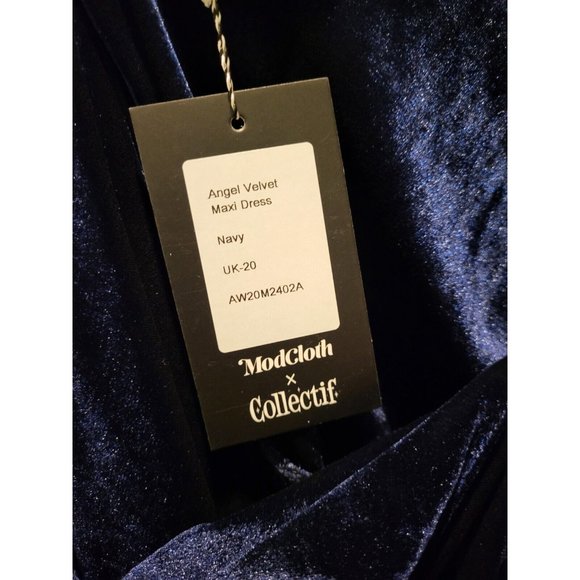 Angel Velvet
Maxi Dress
Navy
UK-20
AW20M2402A
ModCloth
x
Collectif